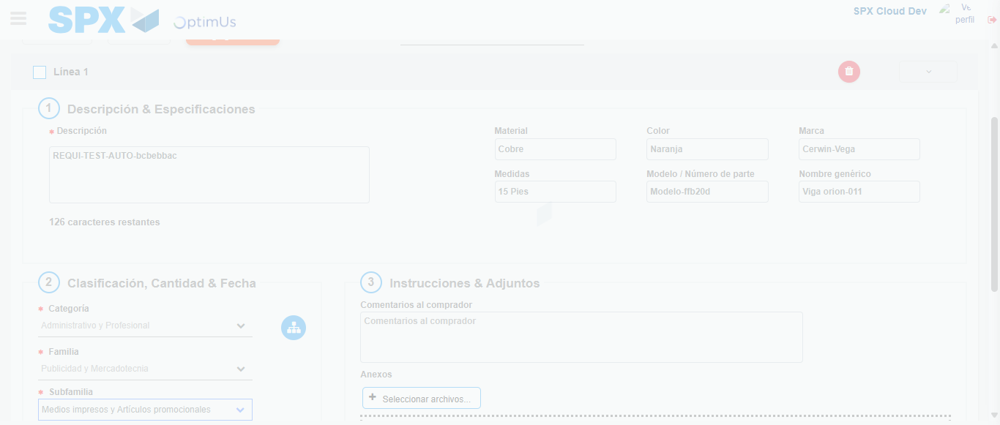 SPX
OptimUs
SPX Cloud Dev
Ve
perfil
Línea 1
1 Descripción & Especificaciones
* Descripción
REQUI-TEST-AUTO-bcbebbac
126 caracteres restantes
Material
Color
Marca
Cobre
Naranja
Cerwin-Vega
Medidas
Modelo / Número de parte
Nombre genérico
15 Pies
Modelo-ffb20d
Viga orion-011
2 Clasificación, Cantidad & Fecha
* Categoría
Administrativo y Profesional
* Familia
Publicidad y Mercadotecnia
* Subfamilia
Medios impresos y Artículos promocionales
3 Instrucciones & Adjuntos
Comentarios al comprador
Comentarios al comprador
Anexos
+ Seleccionar archivos...